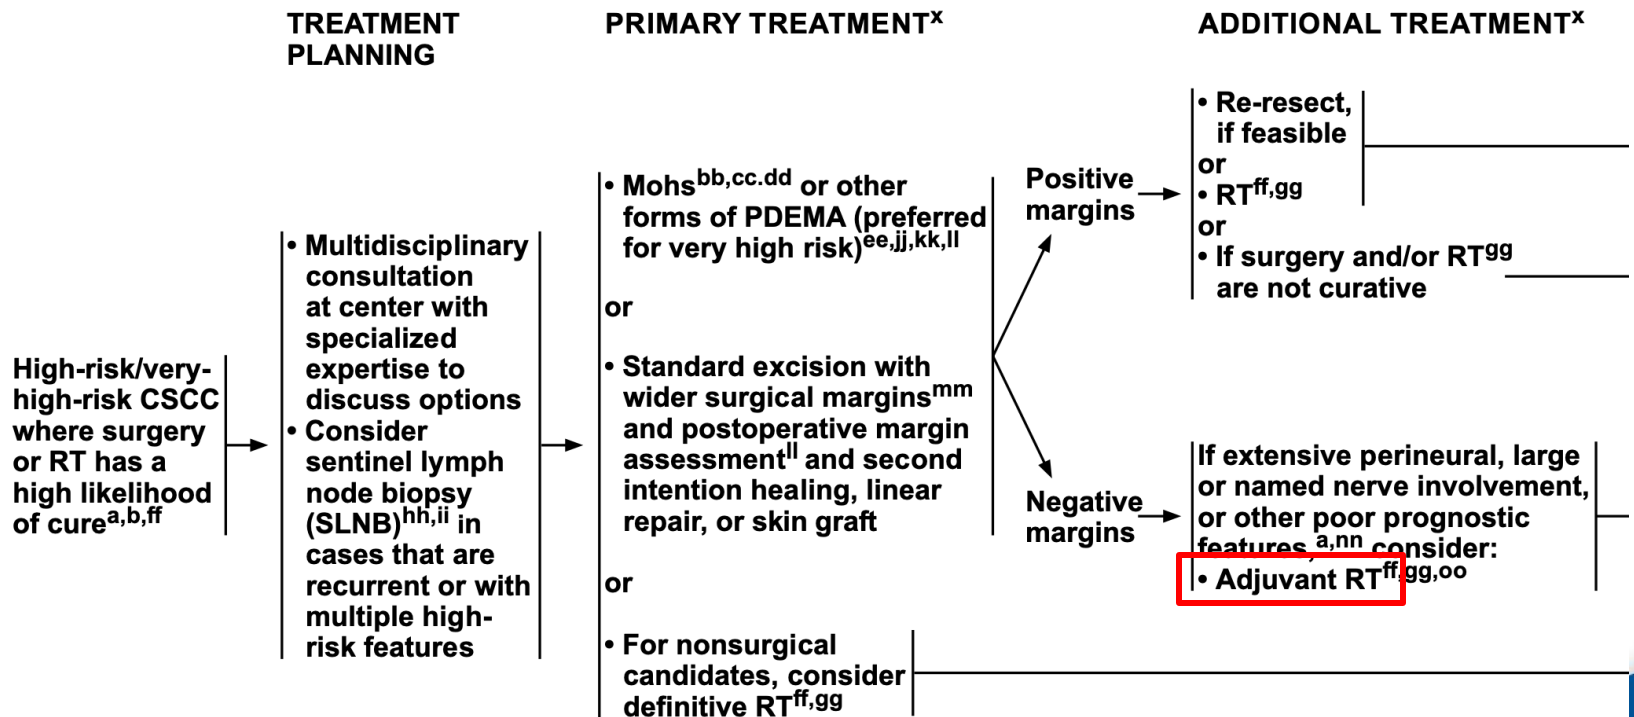 TREATMENT
PLANNING
PRIMARY TREATMENTx
ADDITIONAL TREATMENTx
High-risk/very-
high-risk CSCC
where surgery
or RT has a
high likelihood
of curea,b,ff
• Multidisciplinary
consultation
at center with
specialized
expertise to
discuss options
• Consider
sentinel lymph
node biopsy
(SLNB)hh,ii in
cases that are
recurrent or with
multiple high-
risk features
• Mohsbb,cc.dd or other
forms of PDEMA (preferred
for very high risk)ee,jj,kk,ll
or
• Standard excision with
wider surgical marginsmm
and postoperative margin
assessmentll and second
intention healing, linear
repair, or skin graft
or
• For nonsurgical
candidates, consider
definitive RTff,gg
Positive
margins
Negative
margins
• Re-resect,
if feasible
or
• RTff,gg
or
• If surgery and/or RTgg
are not curative
If extensive perineural, large
or named nerve involvement,
or other poor prognostic
features,a,nn consider:
• Adjuvant RTff,gg,oo